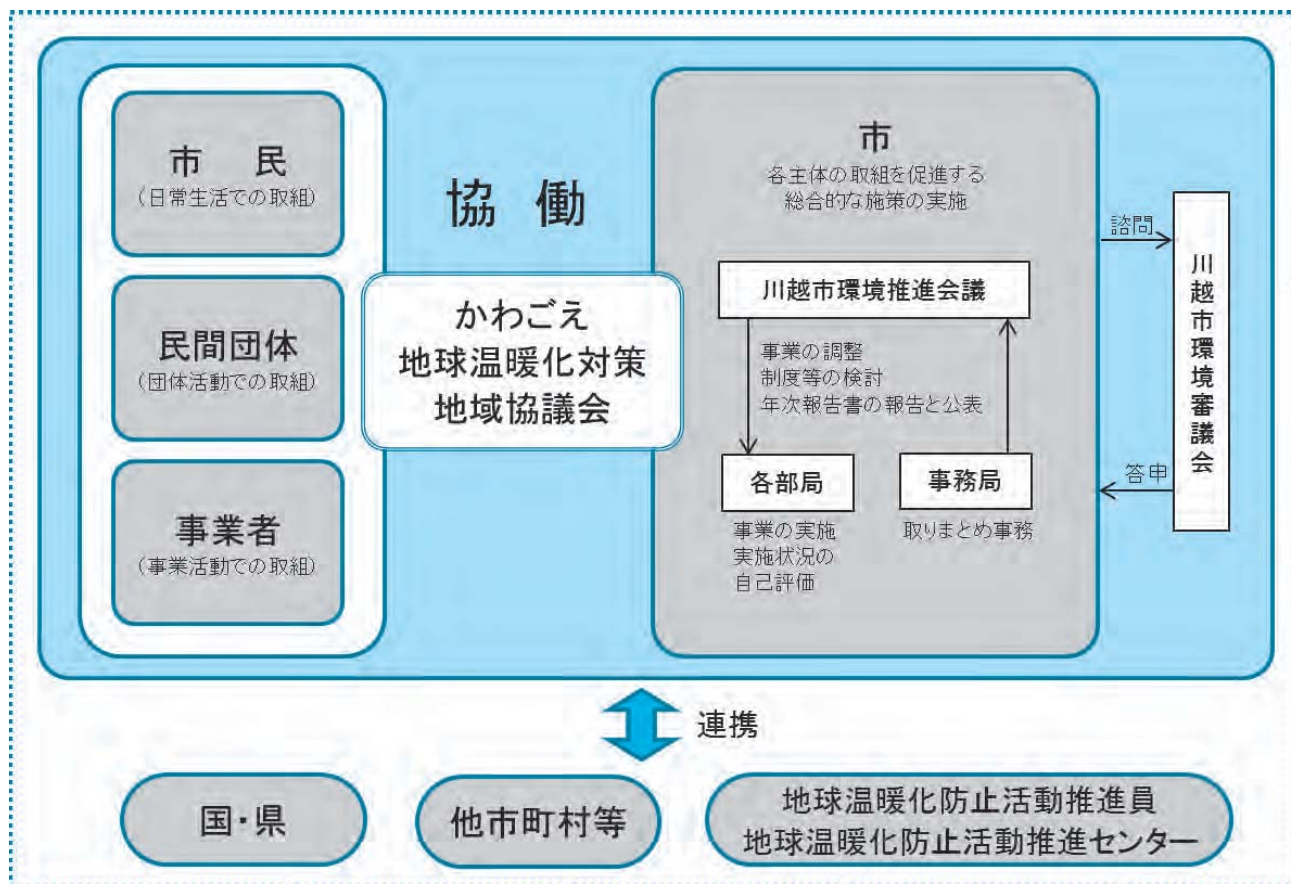 市 民
(日常生活での取組)
民間団体
(団体活動での取組)
事業者
(事業活動での取組)
協 働
かわごえ
地球温暖化対策
地域協議会
市
各主体の取組を促進する
総合的な施策の実施
川越市環境推進会議
事業の調整
制度等の検討
年次報告書の報告と公表
各部局
事業の実施
実施状況の
自己評価
事務局
取りまとめ事務
諮問
答申
川越市環境審議会
連携
国・県
他市町村等
地球温暖化防止活動推進員
地球温暖化防止活動推進センター